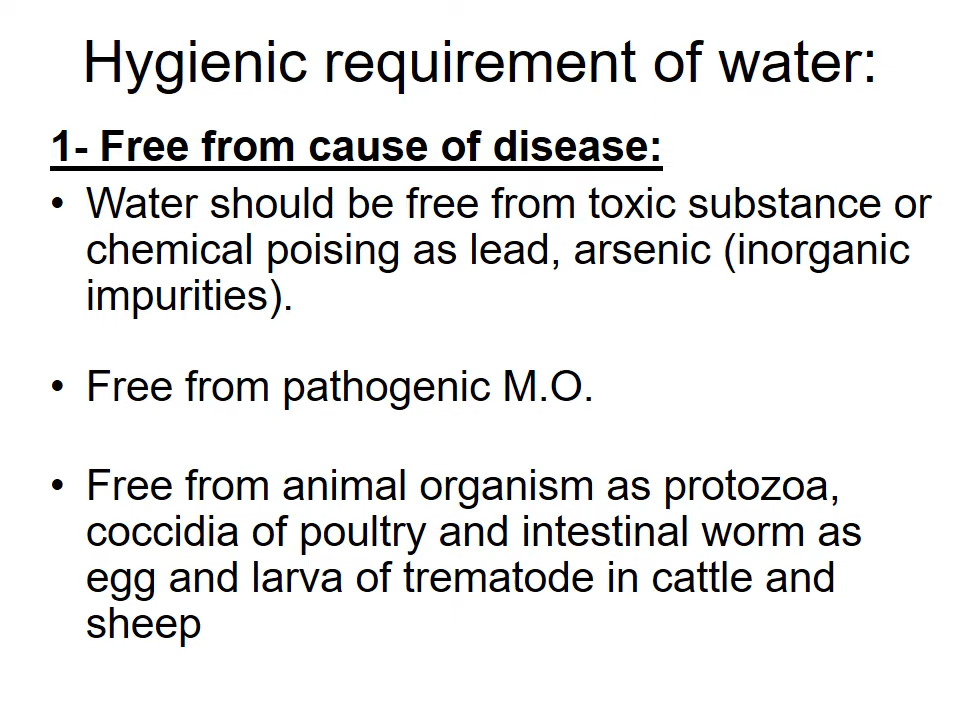 Hygienic requirement of water:
1- Free from cause of disease:
• Water should be free from toxic substance or
chemical poising as lead, arsenic (inorganic
impurities).
• Free from pathogenic M.O.
• Free from animal organism as protozoa,
coccidia of poultry and intestinal worm as
egg and larva of trematode in cattle and
sheep